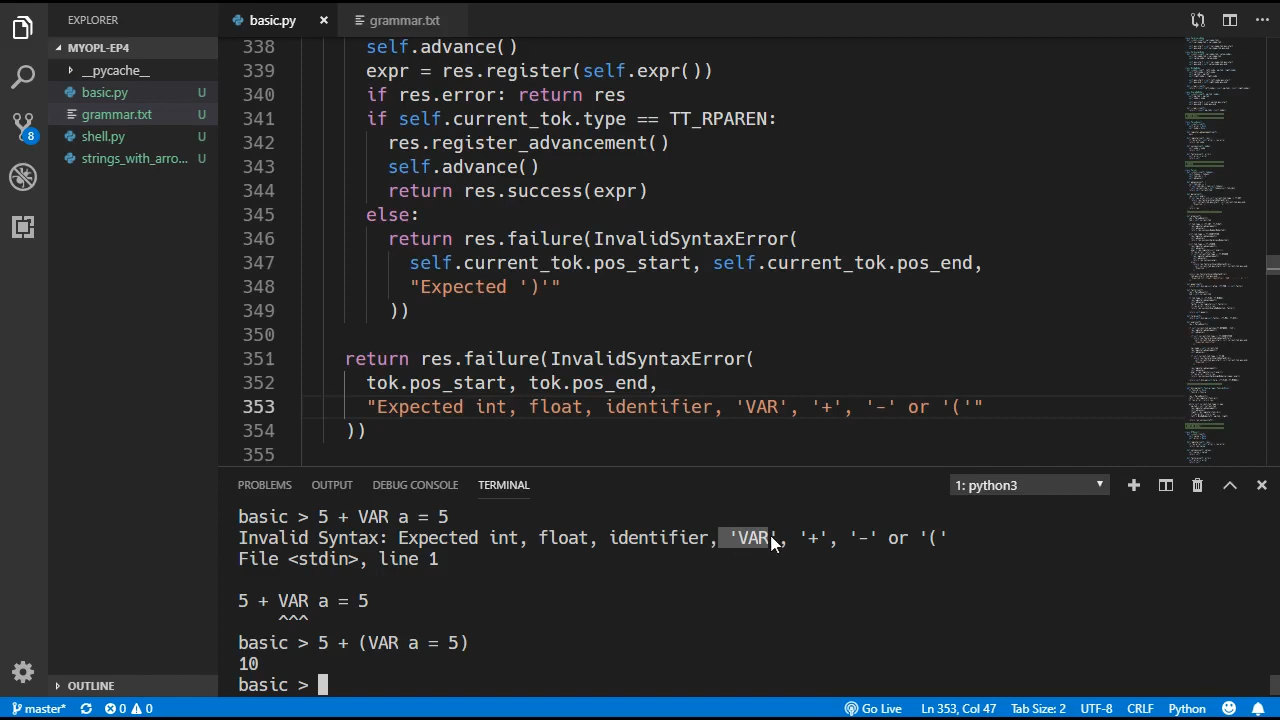 EXPLORER
basic.py ×
grammar.txt
MYOPL-EP4
__pycache__
basic.py U
grammar.txt U
shell.py U
strings_with_arro... U
8
338 self.advance()
339 expr = res.register(self.expr())
340 if res.error: return res
341 if self.current_tok.type == TT_RPAREN:
342 res.register_advancement()
343 self.advance()
344 return res.success(expr)
345 else:
346 return res.failure(InvalidSyntaxError(
347 self.current_tok.pos_start, self.current_tok.pos_end,
348 "Expected ')'"
349 ))
350
351 return res.failure(InvalidSyntaxError(
352 tok.pos_start, tok.pos_end,
353 "Expected int, float, identifier, 'VAR', '+', '-' or '('"
354 ))
355
PROBLEMS OUTPUT DEBUG CONSOLE TERMINAL 1: python3
basic > 5 + VAR a = 5
Invalid Syntax: Expected int, float, identifier, 'VAR', '+', '-' or '('
File <stdin>, line 1
5 + VAR a = 5
^^^
basic > 5 + (VAR a = 5)
10
basic >
OUTLINE
master* 0 0 Go Live Ln 353, Col 47 Tab Size: 2 UTF-8 CRLF Python